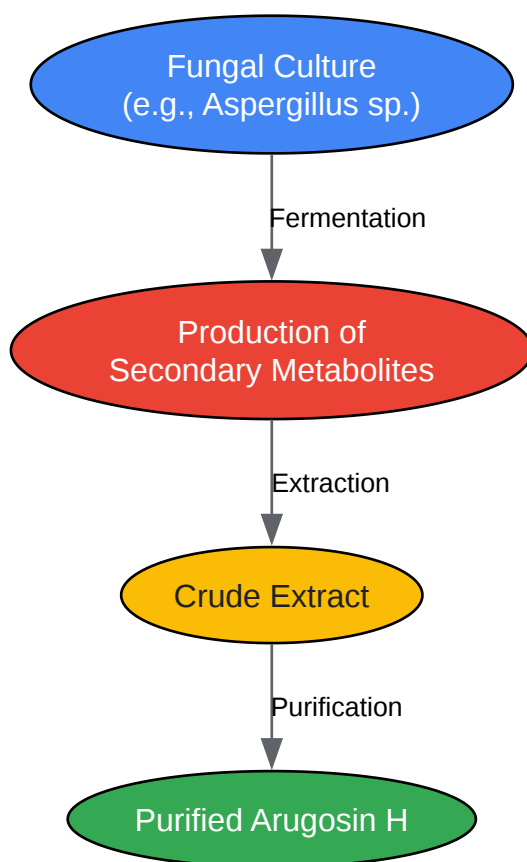 Fungal Culture
(e.g., Aspergillus sp.)
Fermentation
Production of
Secondary Metabolites
Extraction
Crude Extract
Purification
Purified Arugosin H